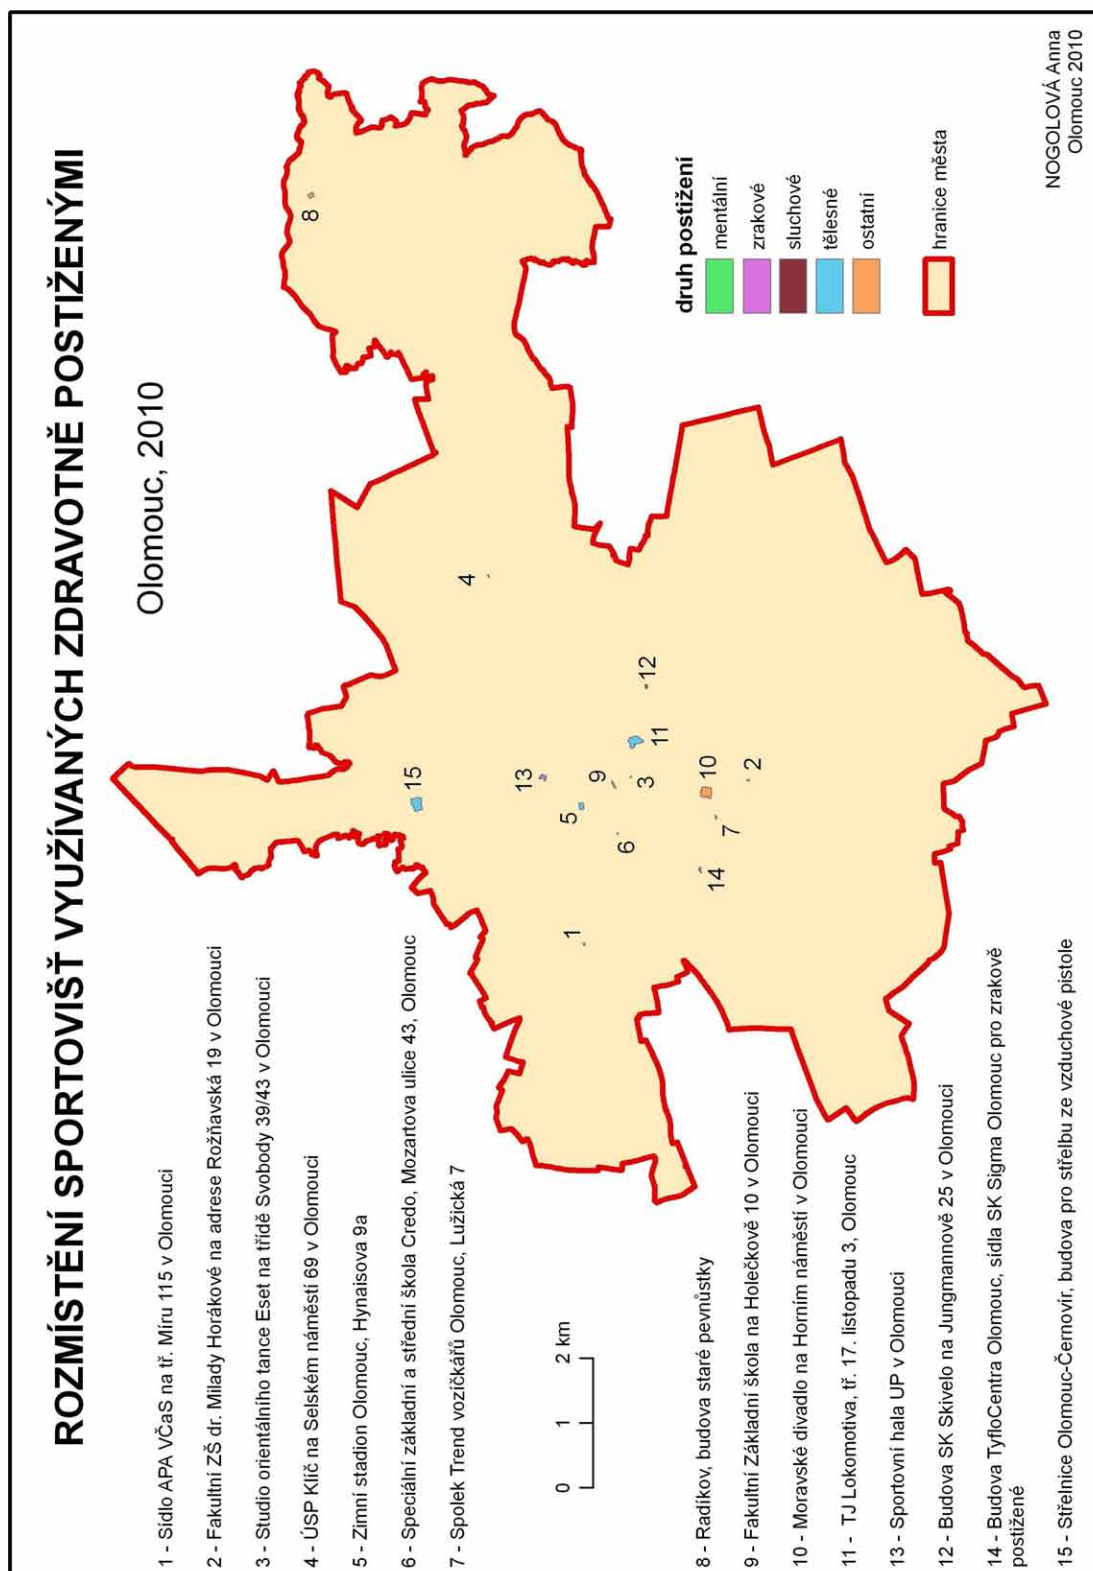 ROZMÍSTĚNÍ SPORTOVIŠŤ VYUŽÍVANÝCH ZDRAVOTNĚ POSTIŽENÝMI
Olomouc, 2010
1 - Sídlo APA VČaS na tř. Míru 115 v Olomouci
2 - Fakultní ZŠ dr. Milady Horákové na adrese Rožňavská 19 v Olomouci
3 - Studio orientálního tance Eset na třídě Svobody 39/43 v Olomouci
4 - ÚSP Klíč na Selském náměstí 69 v Olomouci
5 - Zimní stadion Olomouc, Hynaisova 9a
6 - Speciální základní a střední škola Credo, Mozartova ulice 43, Olomouc
7 - Spolek Trend vozíčkářů Olomouc, Lužická 7
0 1 2 km
8 - Radíkov, budova staré pevnůstky
9 - Fakultní Základní škola na Holečkově 10 v Olomouci
10 - Moravské divadlo na Horním náměstí v Olomouci
11 - TJ Lokomotiva, tř. 17. listopadu 3, Olomouc
13 - Sportovní hala UP v Olomouci
12 - Budova SK Skivelo na Jungmannově 25 v Olomouci
14 - Budova TyfloCentra Olomouc, sídla SK Sigma Olomouc pro zrakově
postižené
15 - Střelnice Olomouc-Černovír, budova pro střelbu ze vzduchové pistole
8
4
15
13
12
5
9
11
3
6
1
10
2
7
14
druh postižení
mentální
zrakové
sluchové
tělesné
ostatní
hranice města
NOGOLOVÁ Anna
Olomouc 2010